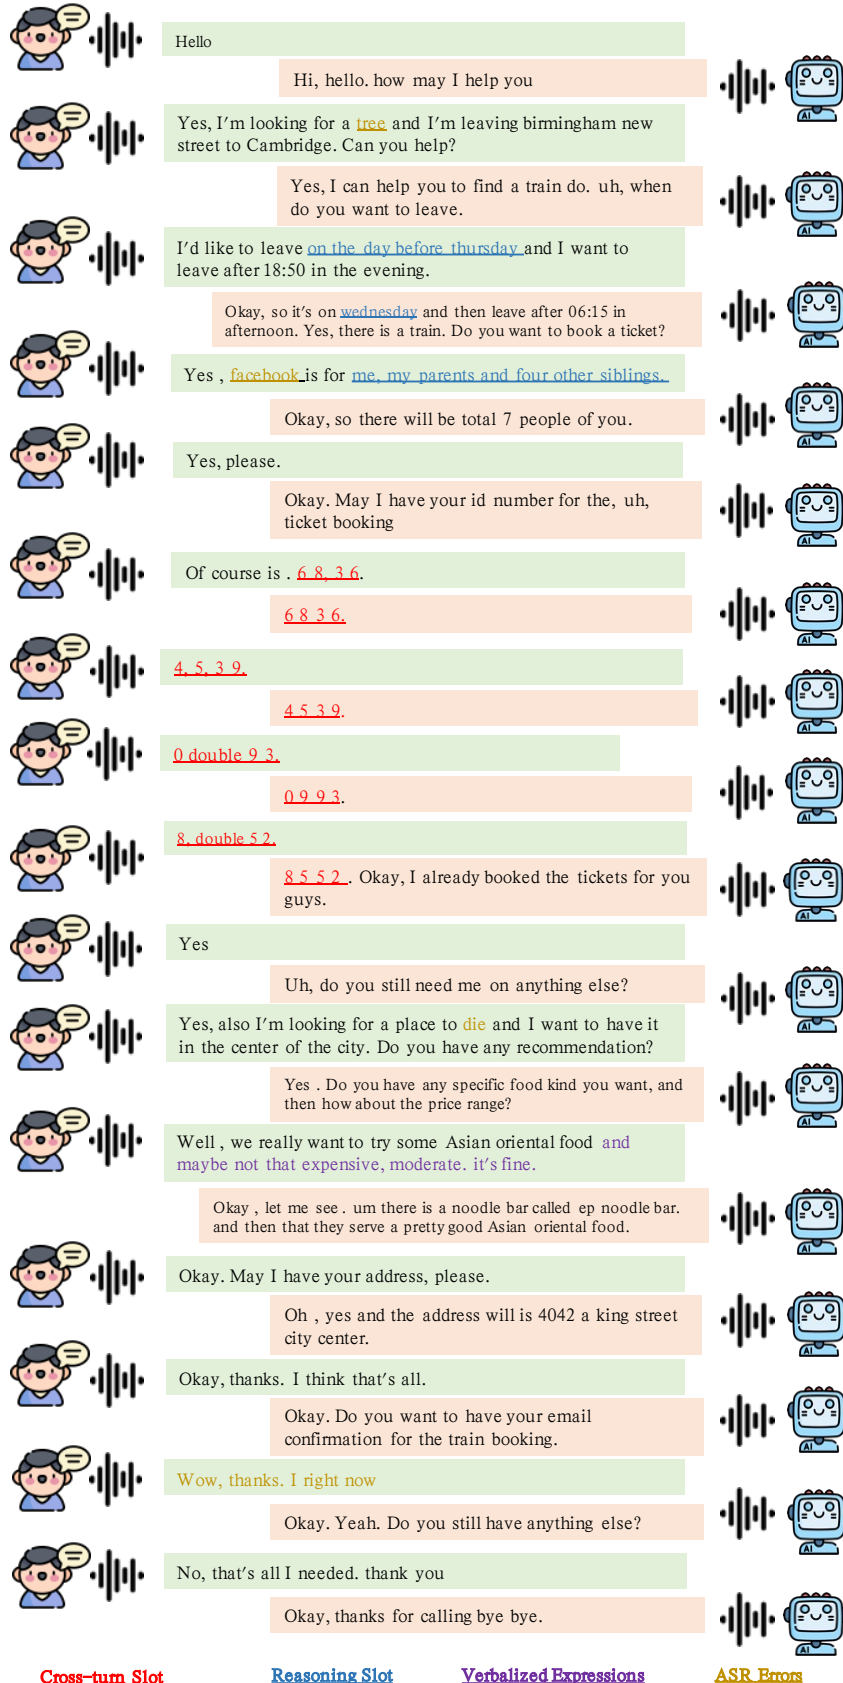 Hello
Hi, hello. how may I help you
Yes, I'm looking for a tree and I'm leaving birmingham new
street to Cambridge. Can you help?
Yes, I can help you to find a train do. uh, when
do you want to leave.
I'd like to leave on the day before thursday and I want to
leave after 18:50 in the evening.
Okay, so it's on wednesday and then leave after 06:15 in
afternoon. Yes, there is a train. Do you want to book a ticket?
Yes , facebook is for me, my parents and four other siblings.
Okay, so there will be total 7 people of you.
Yes, please.
Okay. May I have your id number for the, uh,
ticket booking
Of course is . 6 8, 3 6.
6 8 3 6.
4, 5, 3 9.
4 5 3 9.
0 double 9 3.
0 9 9 3.
8, double 5 2.
8 5 5 2 . Okay, I already booked the tickets for you
guys.
Yes
Uh, do you still need me on anything else?
Yes, also I'm looking for a place to die and I want to have it
in the center of the city. Do you have any recommendation?
Yes . Do you have any specific food kind you want, and
then how about the price range?
Well , we really want to try some Asian oriental food and
maybe not that expensive, moderate. it's fine.
Okay , let me see . um there is a noodle bar called ep noodle bar.
and then that they serve a pretty good Asian oriental food.
Okay. May I have your address, please.
Oh , yes and the address will is 4042 a king street
city center.
Okay, thanks. I think that's all.
Okay. Do you want to have your email
confirmation for the train booking.
Wow, thanks. I right now
Okay. Yeah. Do you still have anything else?
No, that's all I needed. thank you
Okay, thanks for calling bye bye.
Cross-turn Slot Reasoning Slot Verbalized Expressions ASR Errors